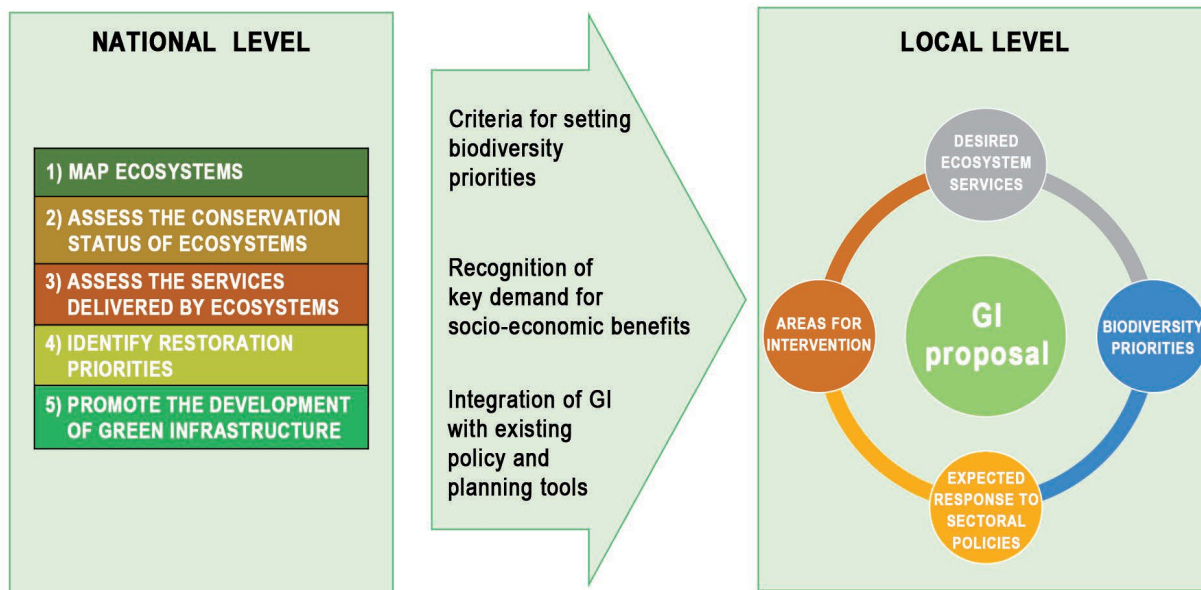 NATIONAL LEVEL
1) MAP ECOSYSTEMS
2) ASSESS THE CONSERVATION
STATUS OF ECOSYSTEMS
3) ASSESS THE SERVICES
DELIVERED BY ECOSYSTEMS
4) IDENTIFY RESTORATION
PRIORITIES
5) PROMOTE THE DEVELOPMENT
OF GREEN INFRASTRUCTURE
Criteria for setting
biodiversity
priorities
Recognition of
key demand for
socio-economic benefits
Integration of GI
with existing
policy and
planning tools
LOCAL LEVEL
DESIRED
ECOSYSTEM
SERVICES
AREAS FOR
INTERVENTION
GI
proposal
BIODIVERSITY
PRIORITIES
EXPECTED
RESPONSE TO
SECTORAL
POLICIES